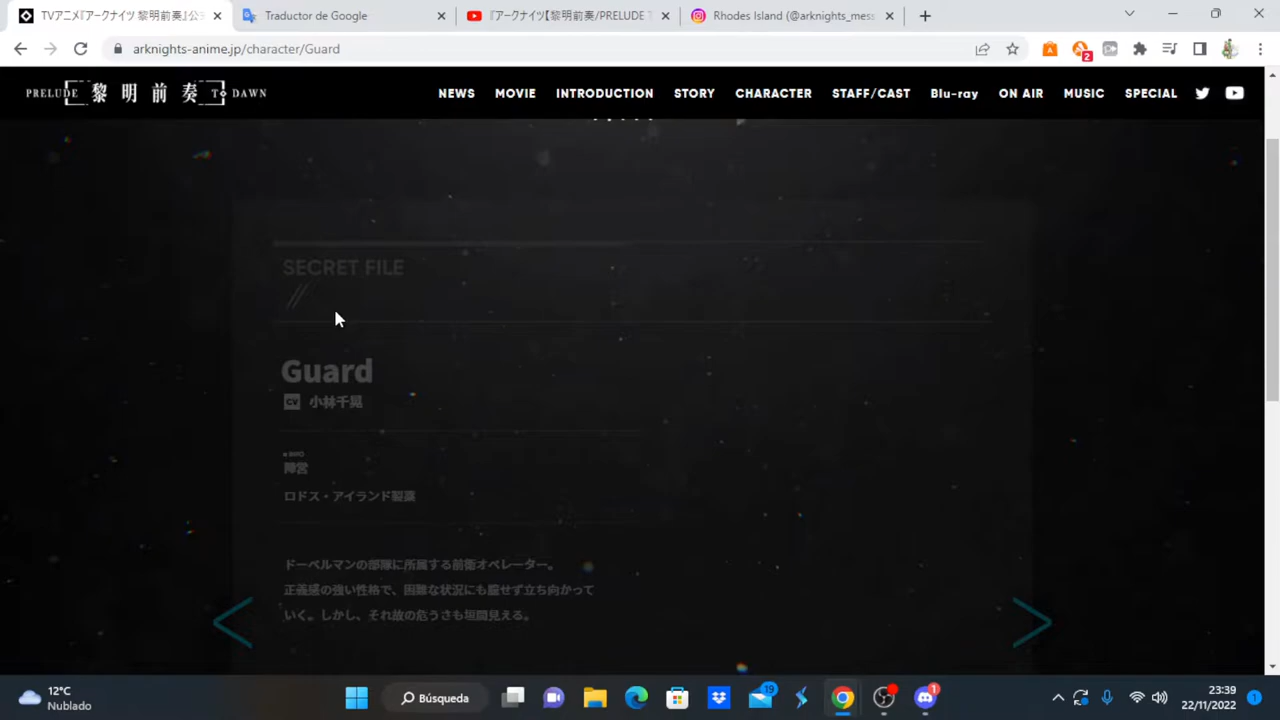 TVアニメ『アークナイツ 黎明前奏』公
Traductor de Google
『アークナイツ【黎明前奏/PRELUDE T
Rhodes Island (@arknights_mess
arknights-anime.jp/character/Guard
2
PRELUDE 黎明前奏 TO DAWN
NEWS MOVIE INTRODUCTION STORY CHARACTER STAFF/CAST Blu-ray ON AIR MUSIC SPECIAL
SECRET FILE
Guard
CV 小林千晃
陣営
ロドス・アイランド製薬
ドーベルマンの部隊に所属する前衛オペレーター。
正義感の強い性格で、困難な状況にも臆せず立ち向かって
いく。しかし、それ故の危うさも垣間見える。
12°C
Nublado
Búsqueda
19
1
23:39
22/11/2022
1